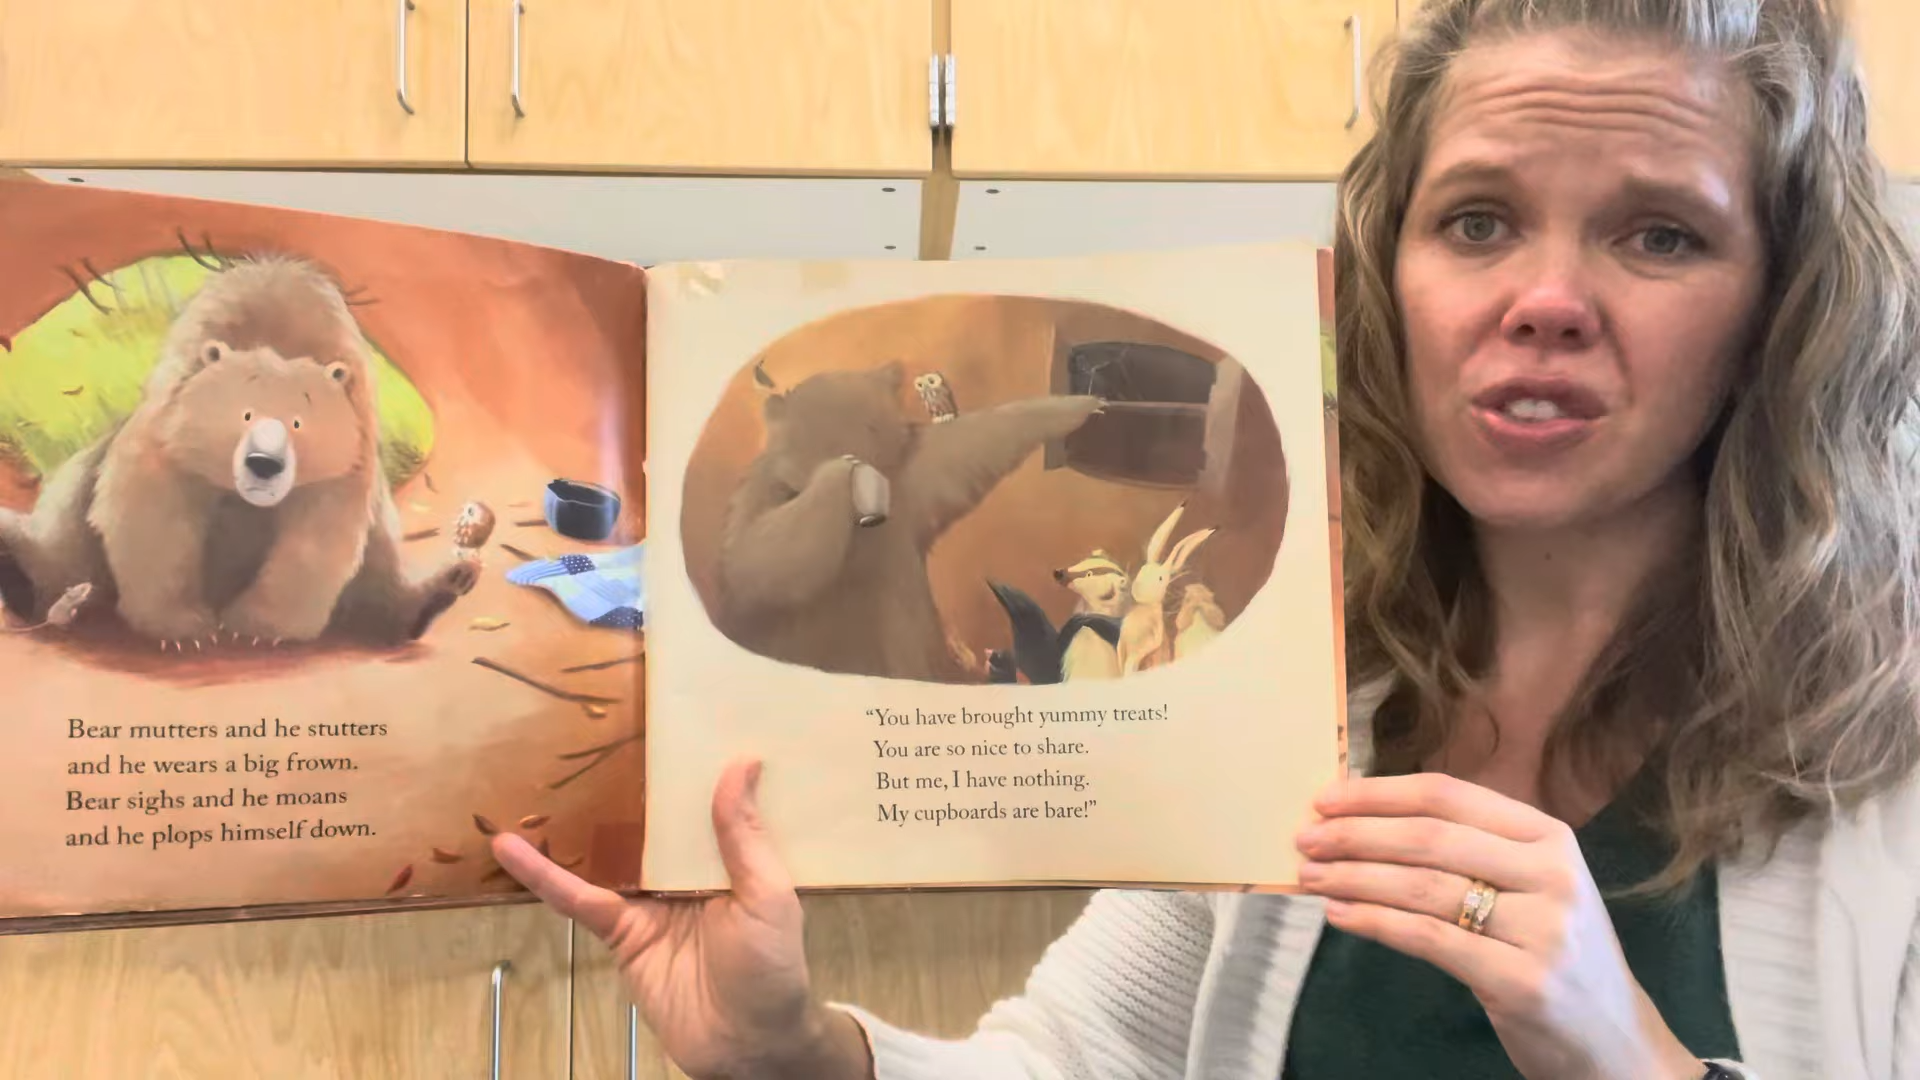 Bear mutters and he stutters
and he wears a big frown.
Bear sighs and he moans
and he plops himself down.
“You have brought yummy treats!
You are so nice to share.
But me, I have nothing.
My cupboards are bare!”